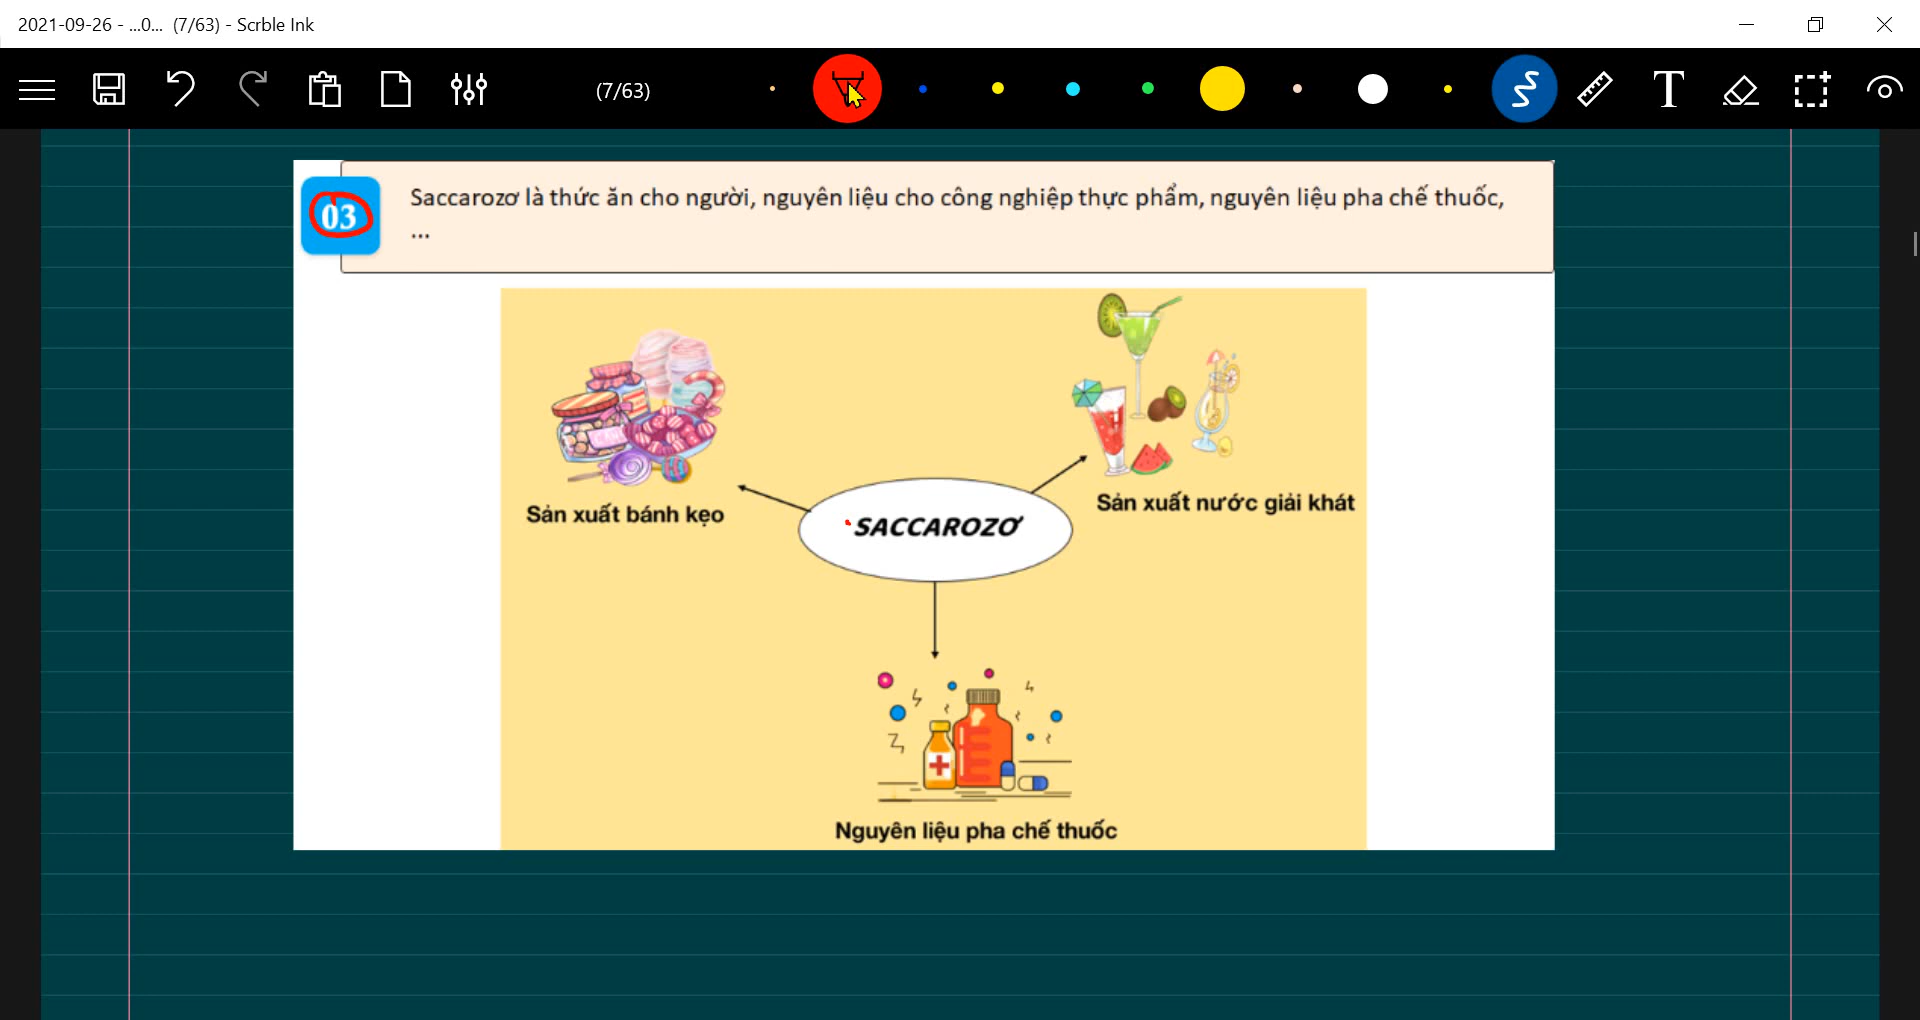 2021-09-26 - ...0... (7/63) - Scrble Ink
(7/63)
T
03
Saccarozơ là thức ăn cho người, nguyên liệu cho công nghiệp thực phẩm, nguyên liệu pha chế thuốc,
...
Sản xuất bánh kẹo
Sản xuất nước giải khát
SACCAROZƠ
Nguyên liệu pha chế thuốc